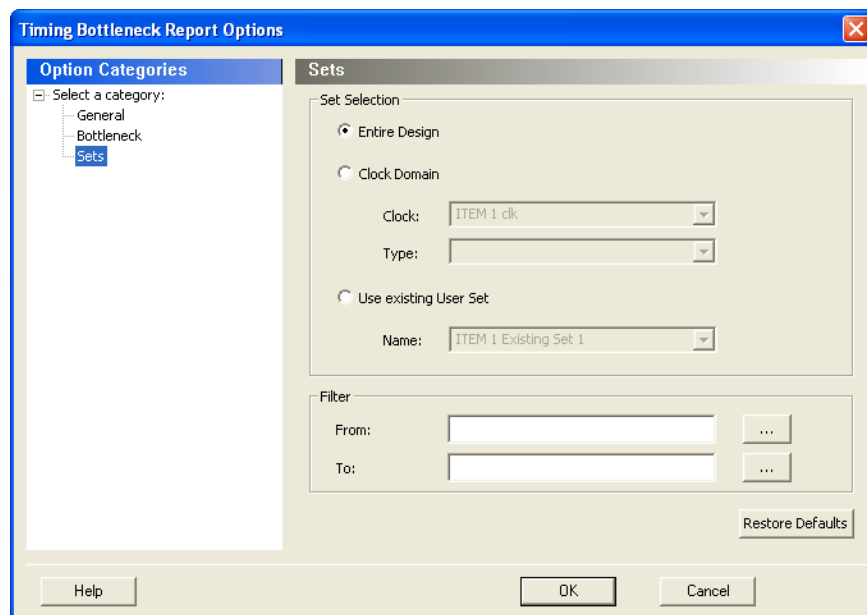 Timing Bottleneck Report Options
Option Categories
Select a category:
General
Bottleneck
Sets
Sets
Set Selection
Entire Design
Clock Domain
Clock: ITEM 1 clk
Type:
Use existing User Set
Name: ITEM 1 Existing Set 1
Filter
From: ...
To: ...
Restore Defaults
Help OK Cancel